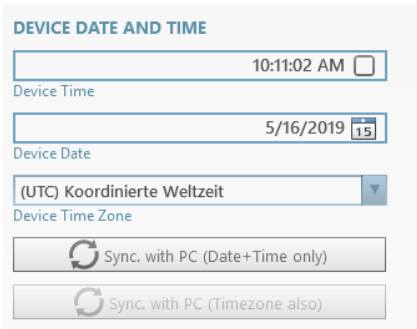 DEVICE DATE AND TIME
10:11:02 AM
Device Time
5/16/2019 15
Device Date
(UTC) Koordinierte Weltzeit
Device Time Zone
Sync. with PC (Date+Time only)
Sync. with PC (Timezone also)